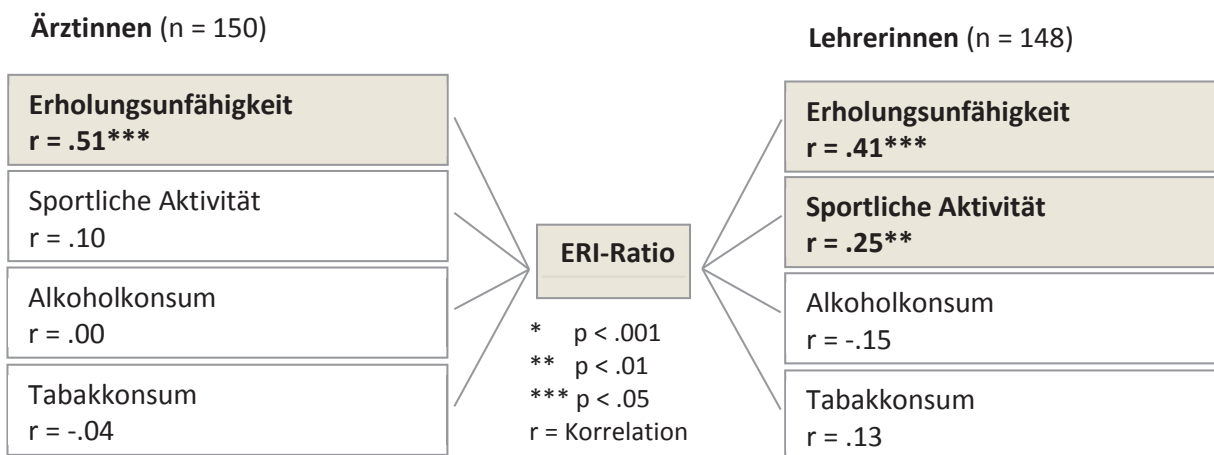 Ärztinnen (n = 150)
Erholungsunfähigkeit
r = .51***
Sportliche Aktivität
r = .10
Alkoholkonsum
r = .00
Tabakkonsum
r = -.04
ERI-Ratio
* p < .001
** p < .01
*** p < .05
r = Korrelation
Lehrerinnen (n = 148)
Erholungsunfähigkeit
r = .41***
Sportliche Aktivität
r = .25**
Alkoholkonsum
r = -.15
Tabakkonsum
r = .13